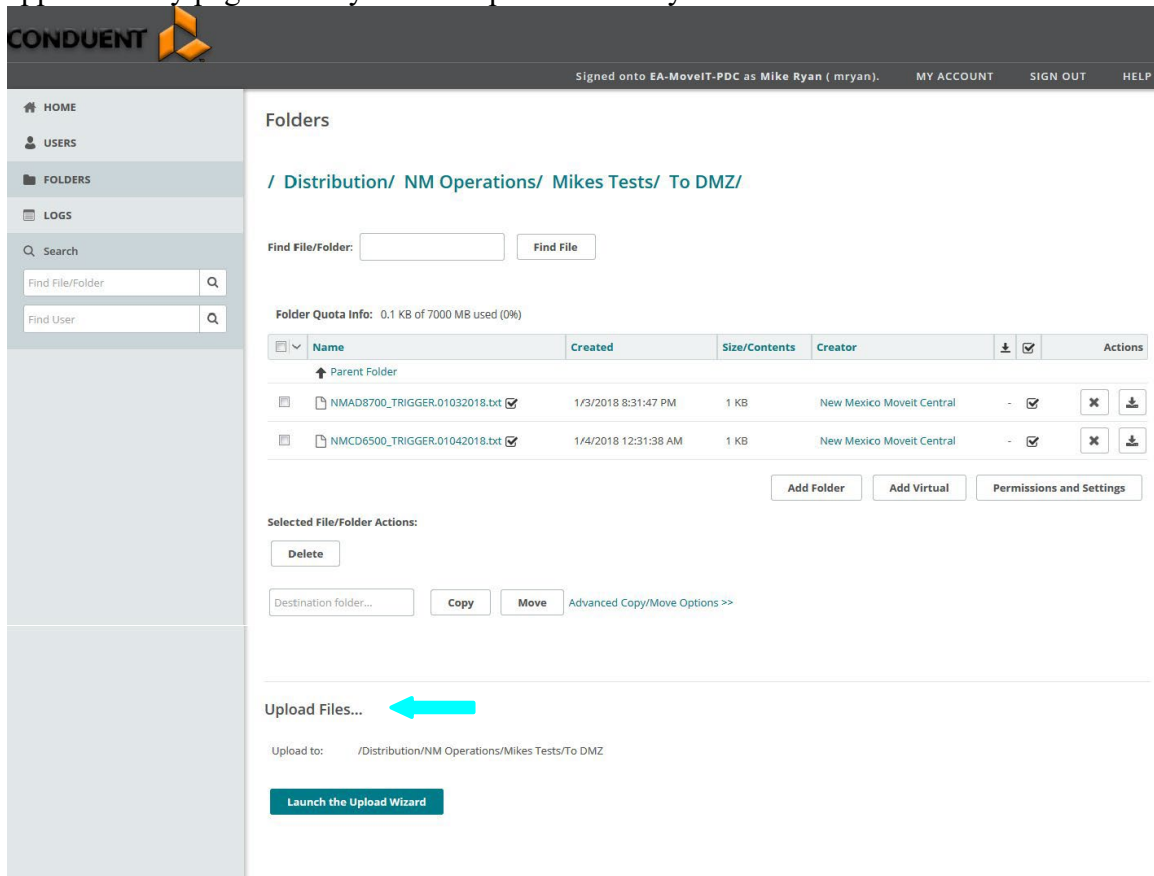 CONDUENT
Signed onto EA-MoveIT-PDC as Mike Ryan ( mryan). MY ACCOUNT SIGN OUT HELP
HOME
USERS
FOLDERS
LOGS
Search
Find File/Folder
Find User
Folders
/ Distribution/ NM Operations/ Mikes Tests/ To DMZ/
Find File/Folder: Find File
Folder Quota Info: 0.1 KB of 7000 MB used (0%)
Name Created Size/Contents Creator Actions
Parent Folder
NMAD8700_TRIGGER.01032018.txt 1/3/2018 8:31:47 PM 1 KB New Mexico Moveit Central -
NMCD6500_TRIGGER.01042018.txt 1/4/2018 12:31:38 AM 1 KB New Mexico Moveit Central -
Add Folder Add Virtual Permissions and Settings
Selected File/Folder Actions:
Delete
Destination folder... Copy Move Advanced Copy/Move Options >>
Upload Files...
Upload to: /Distribution/NM Operations/Mikes Tests/To DMZ
Launch the Upload Wizard